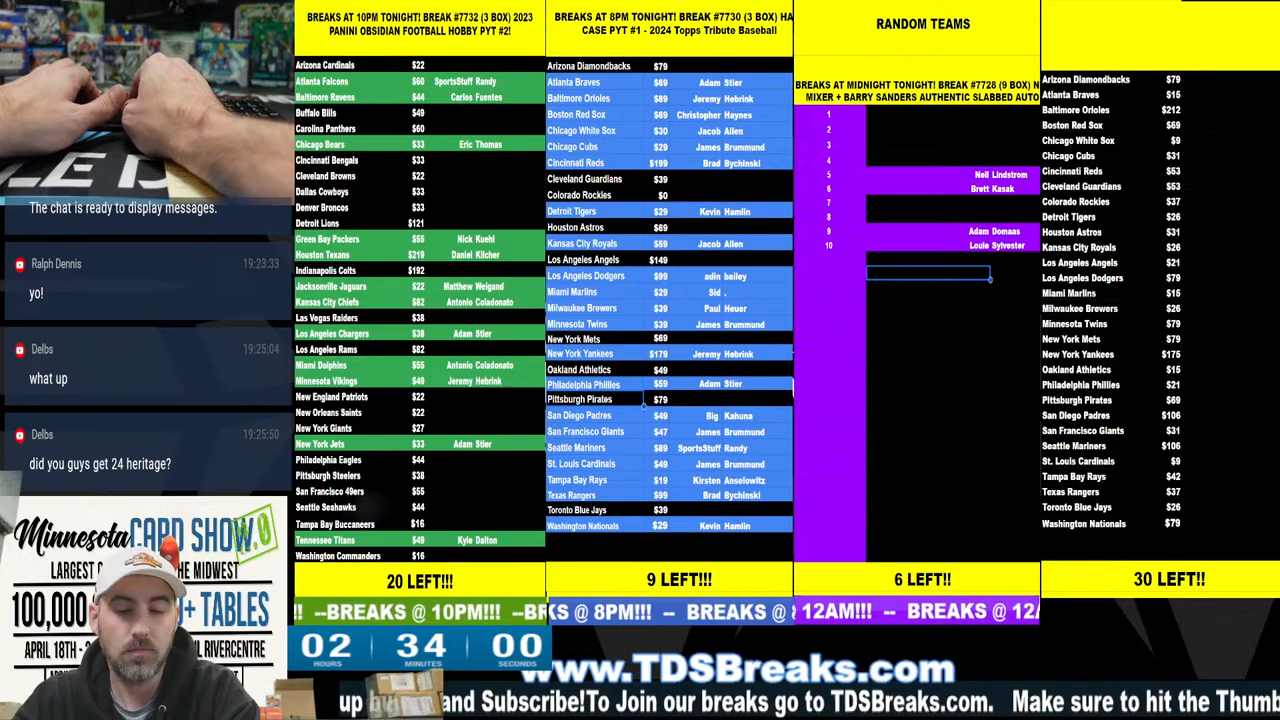 The chat is ready to display messages.
Ralph Dennis 19:23:33
yo!
Delbs 19:25:04
what up
Delbs 19:25:50
did you guys get 24 heritage?
Minnesota CARD SHOW
LARGEST
THE MIDWEST
100,000
TABLES
APRIL 18TH -
RIVERCENTRE
BREAKS AT 10PM TONIGHT! BREAK #7732 (3 BOX) 2023
PANINI OBSIDIAN FOOTBALL HOBBY PYT #2!
Arizona Cardinals $22
Atlanta Falcons $60 SportsStuff Randy
Baltimore Ravens $44 Carlos Fuentes
Buffalo Bills $49
Carolina Panthers $60
Chicago Bears $33 Eric Thomas
Cincinnati Bengals $33
Cleveland Browns $22
Dallas Cowboys $33
Denver Broncos $33
Detroit Lions $121
Green Bay Packers $55 Nick Kuehl
Houston Texans $219 Daniel Kilcher
Indianapolis Colts $192
Jacksonville Jaguars $22 Matthew Weigand
Kansas City Chiefs $82 Antonio Coladonato
Las Vegas Raiders $38
Los Angeles Chargers $38 Adam Stier
Los Angeles Rams $82
Miami Dolphins $55 Antonio Coladonato
Minnesota Vikings $49 Jeremy Hebrink
New England Patriots $22
New Orleans Saints $22
New York Giants $27
New York Jets $33 Adam Stier
Philadelphia Eagles $44
Pittsburgh Steelers $38
San Francisco 49ers $55
Seattle Seahawks $44
Tampa Bay Buccaneers $16
Tennessee Titans $49 Kyle Dalton
Washington Commanders $16
20 LEFT!!!
BREAKS AT 8PM TONIGHT! BREAK #7730 (3 BOX) HA
CASE PYT #1 - 2024 Topps Tribute Baseball
Arizona Diamondbacks $79
Atlanta Braves $69 Adam Stier
Baltimore Orioles $89 Jeremy Hebrink
Boston Red Sox $69 Christopher Haynes
Chicago White Sox $30 Jacob Allen
Chicago Cubs $29 James Brummund
Cincinnati Reds $199 Brad Bychinski
Cleveland Guardians $39
Colorado Rockies $0
Detroit Tigers $29 Kevin Hamlin
Houston Astros $69
Kansas City Royals $59 Jacob Allen
Los Angeles Angels $149
Los Angeles Dodgers $99 adin bailey
Miami Marlins $29 Sid .
Milwaukee Brewers $39 Paul Heuer
Minnesota Twins $39 James Brummund
New York Mets $69
New York Yankees $179 Jeremy Hebrink
Oakland Athletics $49
Philadelphia Phillies $59 Adam Stier
Pittsburgh Pirates $79
San Diego Padres $49 Big Kahuna
San Francisco Giants $47 James Brummund
Seattle Mariners $89 SportsStuff Randy
St. Louis Cardinals $49 James Brummund
Tampa Bay Rays $19 Kirsten Anselowitz
Texas Rangers $99 Brad Bychinski
Toronto Blue Jays $39
Washington Nationals $29 Kevin Hamlin
9 LEFT!!!
RANDOM TEAMS
BREAKS AT MIDNIGHT TONIGHT! BREAK #7728 (9 BOX) N
MIXER + BARRY SANDERS AUTHENTIC SLABBED AUTO
1
2
3
4
5 Neil Lindstrom
6 Brett Kasak
7
8
9 Adam Domaas
10 Louie Sylvester
6 LEFT!!
Arizona Diamondbacks $79
Atlanta Braves $15
Baltimore Orioles $212
Boston Red Sox $69
Chicago White Sox $9
Chicago Cubs $31
Cincinnati Reds $53
Cleveland Guardians $53
Colorado Rockies $37
Detroit Tigers $26
Houston Astros $31
Kansas City Royals $26
Los Angeles Angels $21
Los Angeles Dodgers $79
Miami Marlins $15
Milwaukee Brewers $26
Minnesota Twins $79
New York Mets $79
New York Yankees $175
Oakland Athletics $15
Philadelphia Phillies $21
Pittsburgh Pirates $69
San Diego Padres $106
San Francisco Giants $31
Seattle Mariners $106
St. Louis Cardinals $9
Tampa Bay Rays $42
Texas Rangers $37
Toronto Blue Jays $26
Washington Nationals $79
30 LEFT!!
!! --BREAKS @ 10PM!!! --BR
KS @ 8PM!!! -- BREAKS @
12AM!!! -- BREAKS @ 12
02 34 00
HOURS MINUTES SECONDS
www.TDSBreaks.com
up and Subscribe!To Join our breaks go to TDSBreaks.com. Make sure to hit the Thumb